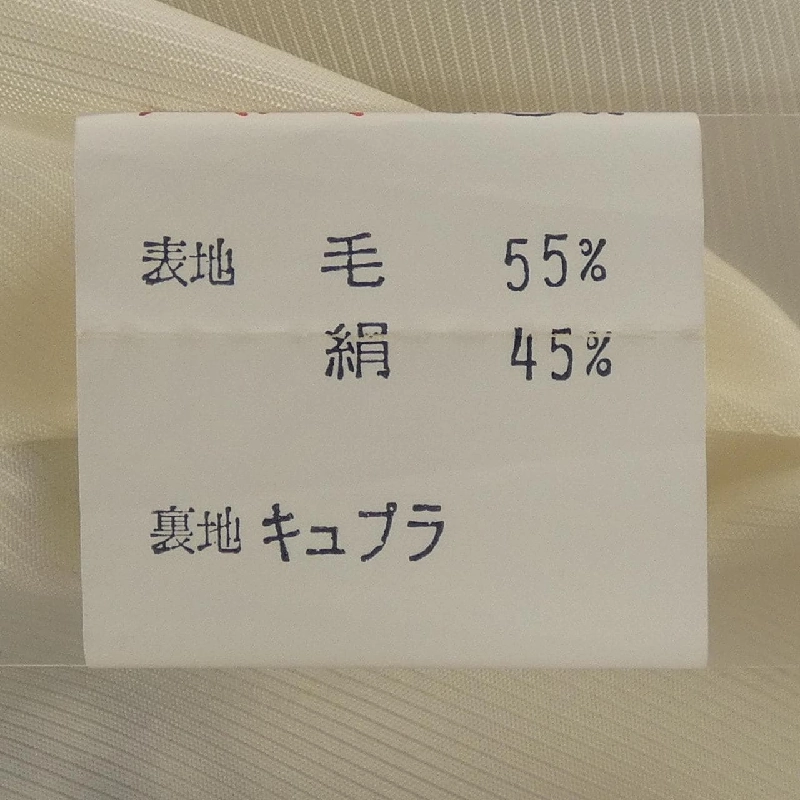 表地 毛 55%
絹 45%
裏地 キュプラ